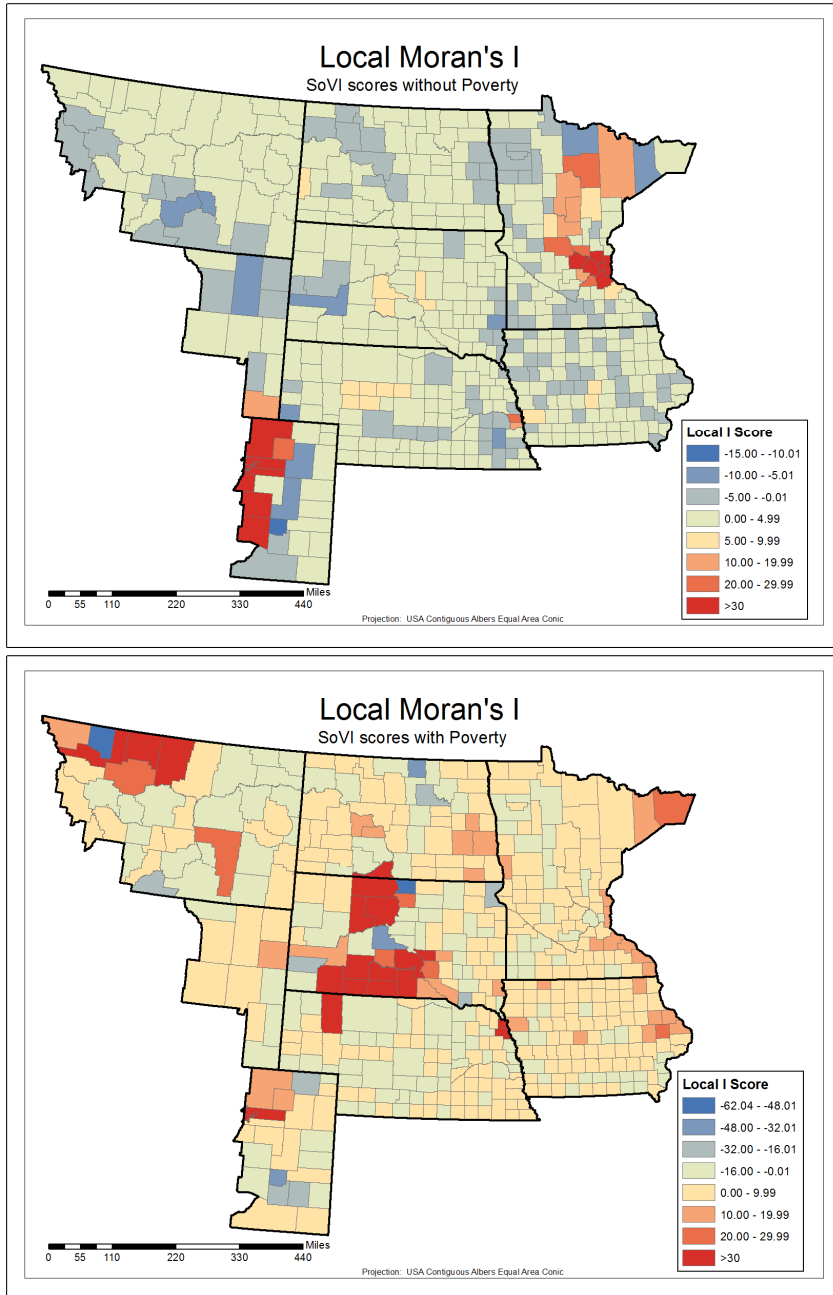 Local Moran's I
SoVI scores without Poverty
Local I Score
-15.00 - -10.01
-10.00 - -5.01
-5.00 - -0.01
0.00 - 4.99
5.00 - 9.99
10.00 - 19.99
20.00 - 29.99
>30
Miles
0 55 110 220 330 440
Projection: USA Contiguous Albers Equal Area Conic
Local Moran's I
SoVI scores with Poverty
Local I Score
-62.04 - -48.01
-48.00 - -32.01
-32.00 - -16.01
-16.00 - -0.01
0.00 - 9.99
10.00 - 19.99
20.00 - 29.99
>30
Miles
0 55 110 220 330 440
Projection: USA Contiguous Albers Equal Area Conic